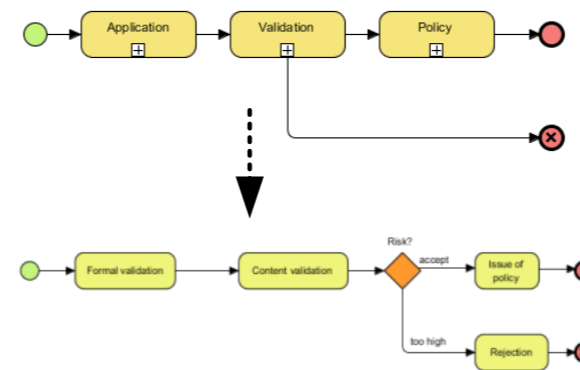 Application
Validation
Policy
Risk?
Formal validation
Content validation
accept
Issue of
policy
too high
Rejection